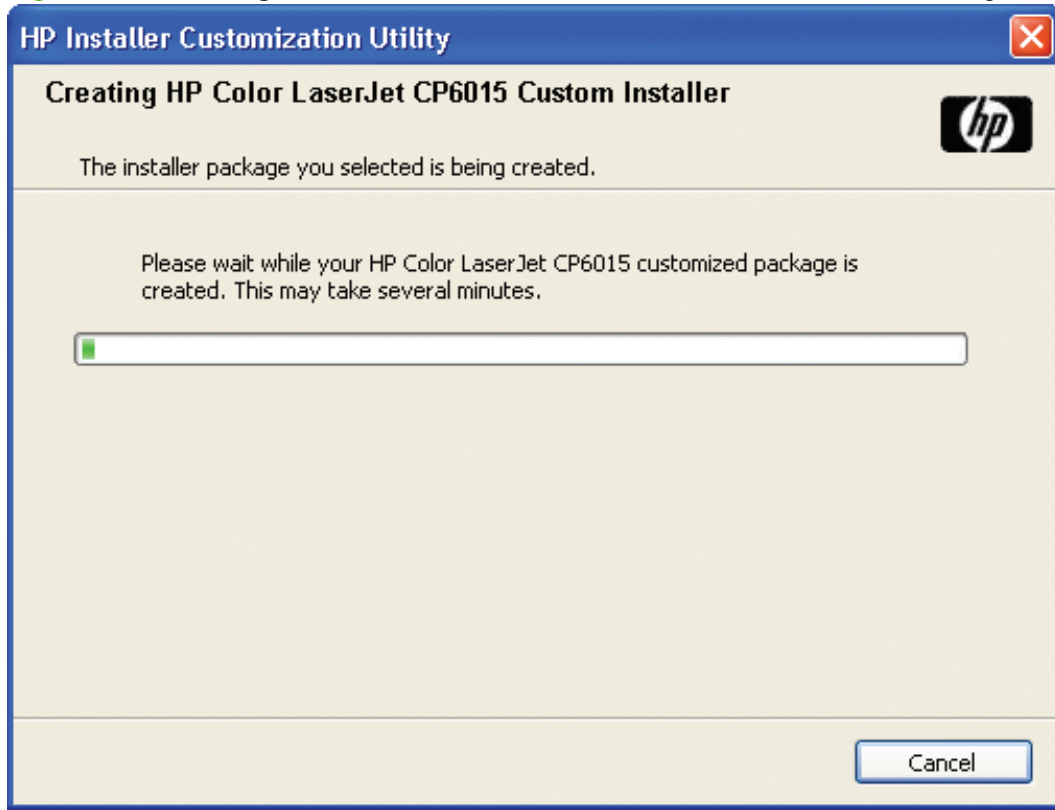 HP Installer Customization Utility
Creating HP Color LaserJet CP6015 Custom Installer
hp
The installer package you selected is being created.
Please wait while your HP Color LaserJet CP6015 customized package is
created. This may take several minutes.
Cancel